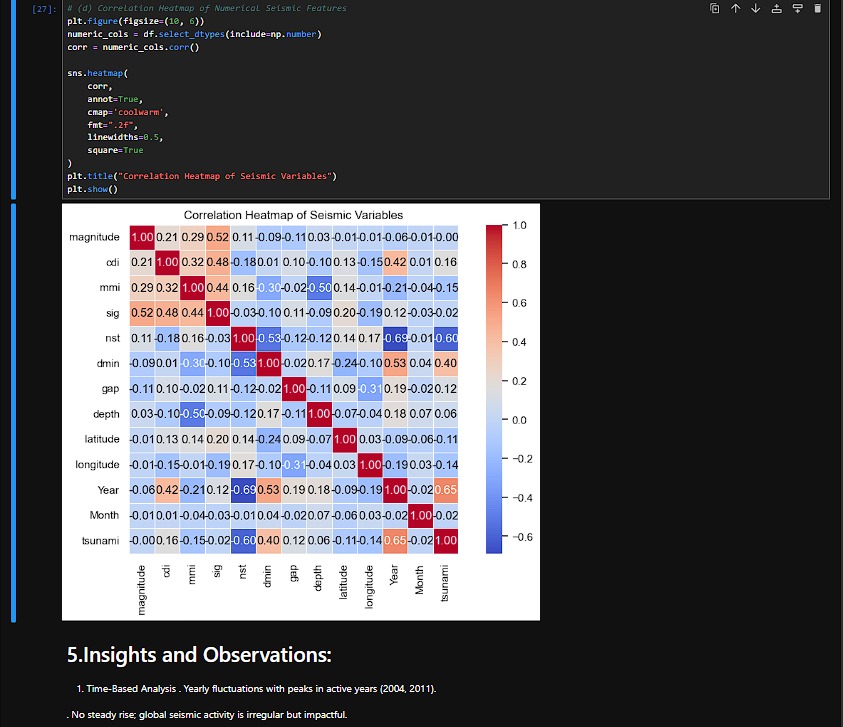 [27]: # (d) Correlation Heatmap of Numerical Seismic Features
plt.figure(figsize=(10, 6))
numeric_cols = df.select_dtypes(include=np.number)
corr = numeric_cols.corr()
sns.heatmap(
corr,
annot=True,
cmap='coolwarm',
fmt=".2f",
linewidths=0.5,
square=True
)
plt.title("Correlation Heatmap of Seismic Variables")
plt.show()
Correlation Heatmap of Seismic Variables
magnitude 1.00 0.21 0.29 0.52 0.11 -0.09 -0.11 0.03 -0.01 -0.01 -0.06 -0.01 -0.00
cdi 0.21 1.00 0.32 0.48 -0.18 0.01 0.10 -0.10 0.13 -0.15 0.42 0.01 0.16
mmi 0.29 0.32 1.00 0.44 0.16 -0.30 -0.02 -0.50 0.14 -0.01 -0.21 -0.04 -0.15
sig 0.52 0.48 0.44 1.00 -0.03 -0.10 0.11 -0.09 0.20 -0.19 0.12 -0.03 -0.02
nst 0.11 -0.18 0.16 -0.03 1.00 -0.53 -0.12 -0.12 0.14 0.17 -0.69 -0.01 -0.60
dmin -0.09 0.01 -0.30 -0.10 -0.53 1.00 -0.02 0.17 -0.24 -0.10 0.53 0.04 0.40
gap -0.11 0.10 -0.02 0.11 -0.12 -0.02 1.00 -0.11 0.09 -0.31 0.19 -0.02 0.12
depth 0.03 -0.10 -0.50 -0.09 -0.12 0.17 -0.11 1.00 -0.07 -0.04 0.18 0.07 0.06
latitude -0.01 0.13 0.14 0.20 0.14 -0.24 0.09 -0.07 1.00 0.03 -0.09 -0.06 -0.11
longitude -0.01 -0.15 -0.01 -0.19 0.17 -0.10 -0.31 -0.04 0.03 1.00 -0.19 0.03 -0.14
Year -0.06 0.42 -0.21 0.12 -0.69 0.53 0.19 0.18 -0.09 -0.19 1.00 -0.02 0.65
Month -0.01 0.01 -0.04 -0.03 -0.01 0.04 -0.02 0.07 -0.06 0.03 -0.02 1.00 -0.02
tsunami -0.00 0.16 -0.15 -0.02 -0.60 0.40 0.12 0.06 -0.11 -0.14 0.65 -0.02 1.00
magnitude cdi mmi sig nst dmin gap depth latitude longitude Year Month tsunami
1.0
0.8
0.6
0.4
0.2
0.0
−0.2
−0.4
−0.6
5.Insights and Observations:
1. Time-Based Analysis . Yearly fluctuations with peaks in active years (2004, 2011).
. No steady rise; global seismic activity is irregular but impactful.